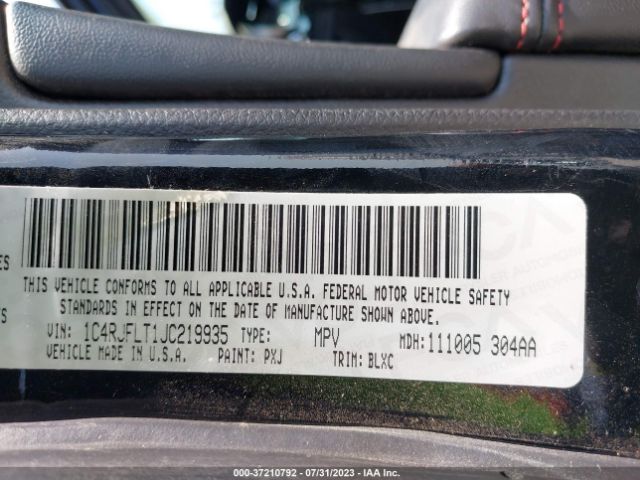 ES
TS
THIS VEHICLE CONFORMS TO ALL APPLICABLE U.S.A. FEDERAL MOTOR VEHICLE SAFETY
STANDARDS IN EFFECT ON THE DATE OF MANUFACTURE SHOWN ABOVE.
VIN: 1C4RJFLT1JC219935 TYPE: MPV MDH:111005 304AA
VEHICLE MADE IN U.S.A. PAINT: PXJ TRIM: BLXC
000-37210792 - 07/31/2023 - IAA Inc.